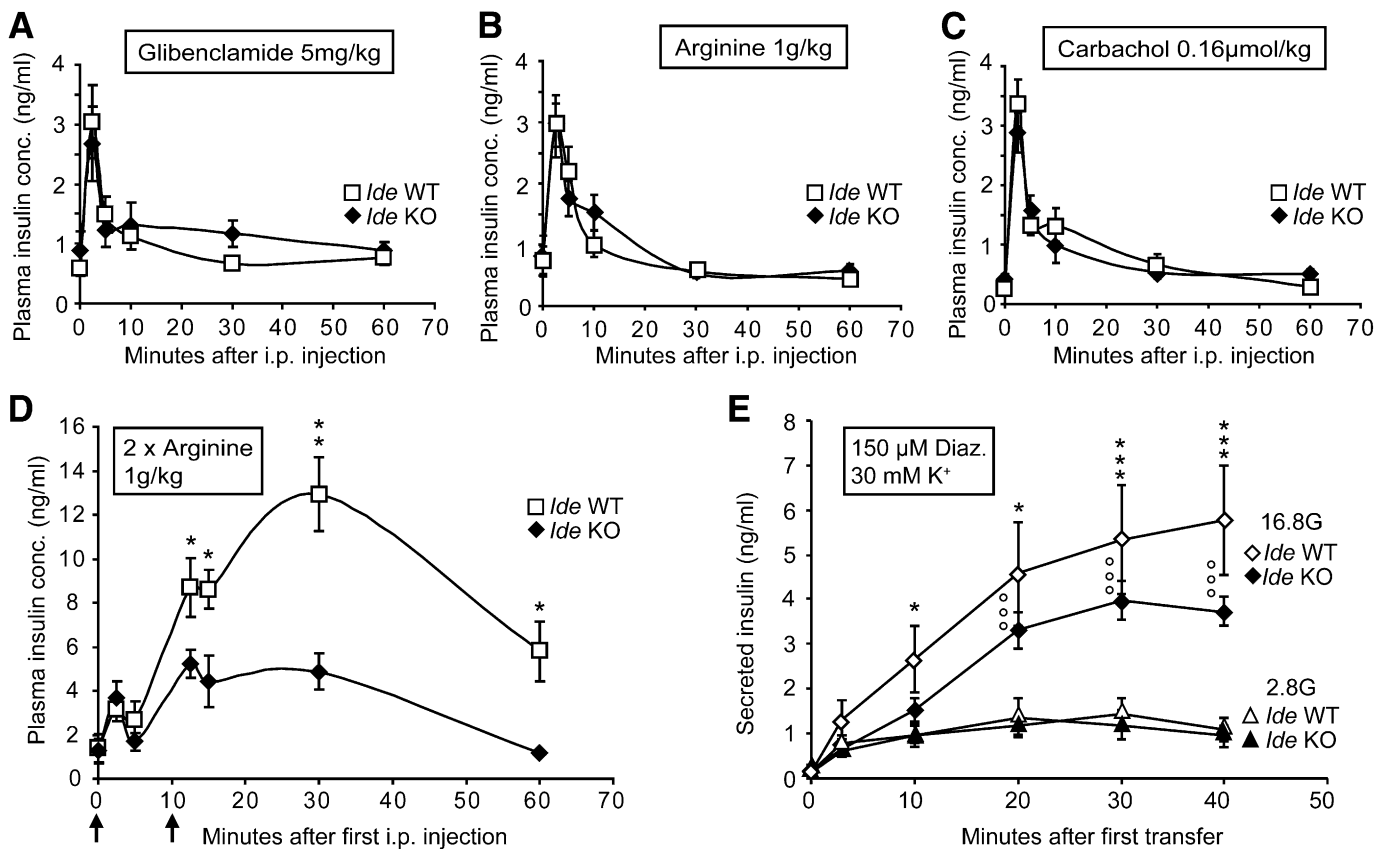 A
Glibenclamide 5mg/kg
Plasma insulin conc. (ng/ml)
4
3
2
1
0
Ide WT
Ide KO
0 10 20 30 40 50 60 70
Minutes after i.p. injection
B
Arginine 1g/kg
Plasma insulin conc. (ng/ml)
4
3
2
1
0
Ide WT
Ide KO
0 10 20 30 40 50 60 70
Minutes after i.p. injection
C
Carbachol 0.16µmol/kg
Plasma insulin conc. (ng/ml)
4
3
2
1
0
Ide WT
Ide KO
0 10 20 30 40 50 60 70
Minutes after i.p. injection
D
2 x Arginine
1g/kg
Plasma insulin conc. (ng/ml)
16
14
12
10
8
6
4
2
0
*
*
*
*
*
Ide WT
Ide KO
0 10 20 30 40 50 60 70
Minutes after first i.p. injection
E
150 µM Diaz.
30 mM K⁺
Secreted insulin (ng/ml)
8
7
6
5
4
3
2
1
0
*
*
***
***
°°°
°°°
°°°
16.8G
Ide WT
Ide KO
2.8G
Ide WT
Ide KO
0 10 20 30 40 50
Minutes after first transfer